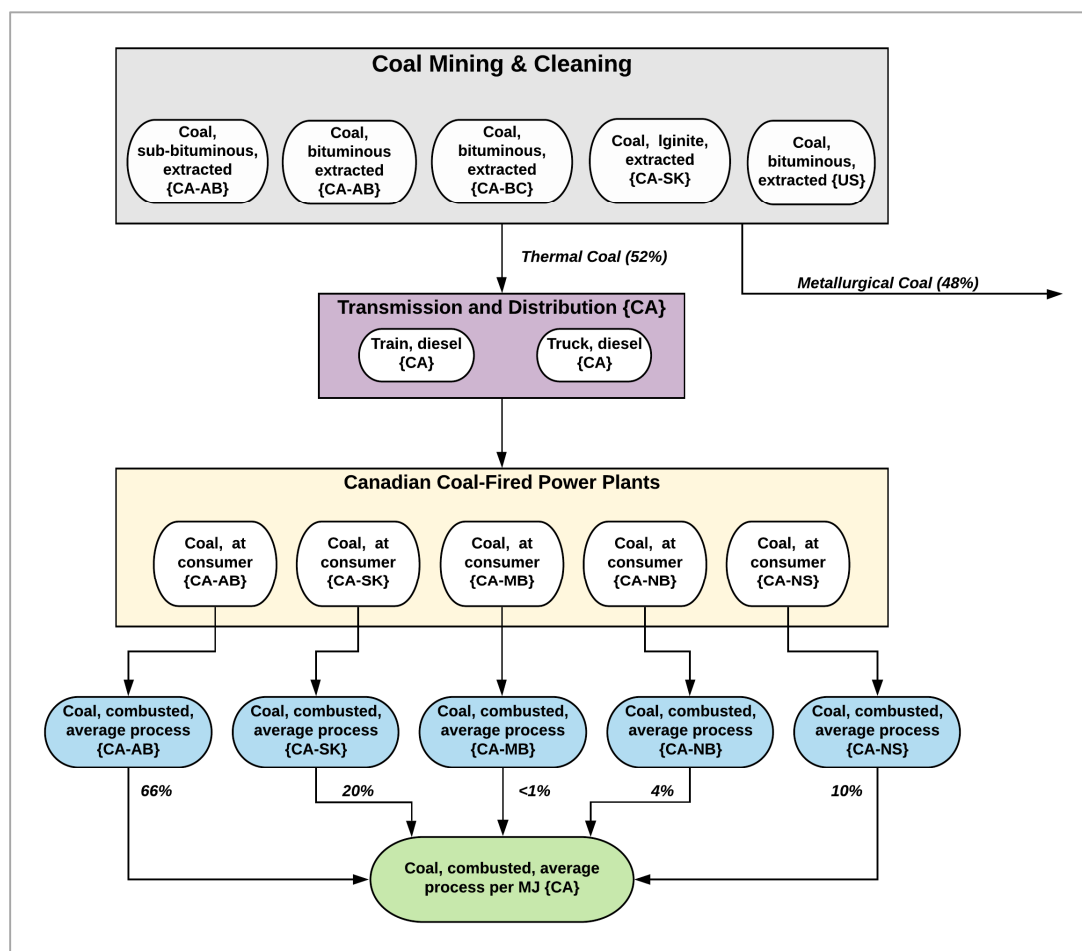 Coal Mining & Cleaning
Coal,
sub-bituminous,
extracted
{CA-AB}
Coal,
bituminous
extracted
{CA-AB}
Coal,
bituminous,
extracted
{CA-BC}
Coal, Iginite,
extracted
{CA-SK}
Coal,
bituminous,
extracted {US}
Thermal Coal (52%)
Metallurgical Coal (48%)
Transmission and Distribution {CA}
Train, diesel
{CA}
Truck, diesel
{CA}
Canadian Coal-Fired Power Plants
Coal, at
consumer
{CA-AB}
Coal, at
consumer
{CA-SK}
Coal, at
consumer
{CA-MB}
Coal, at
consumer
{CA-NB}
Coal, at
consumer
{CA-NS}
Coal, combusted,
average process
{CA-AB}
Coal, combusted,
average process
{CA-SK}
Coal, combusted,
average process
{CA-MB}
Coal, combusted,
average process
{CA-NB}
Coal, combusted,
average process
{CA-NS}
66%
20%
<1%
4%
10%
Coal, combusted, average
process per MJ {CA}